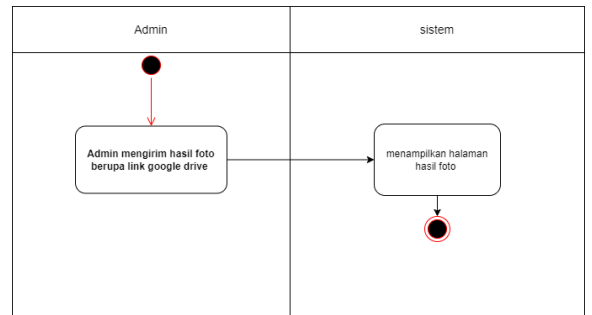 Admin
sistem
Admin mengirim hasil foto
berupa link google drive
menampilkan halaman
hasil foto